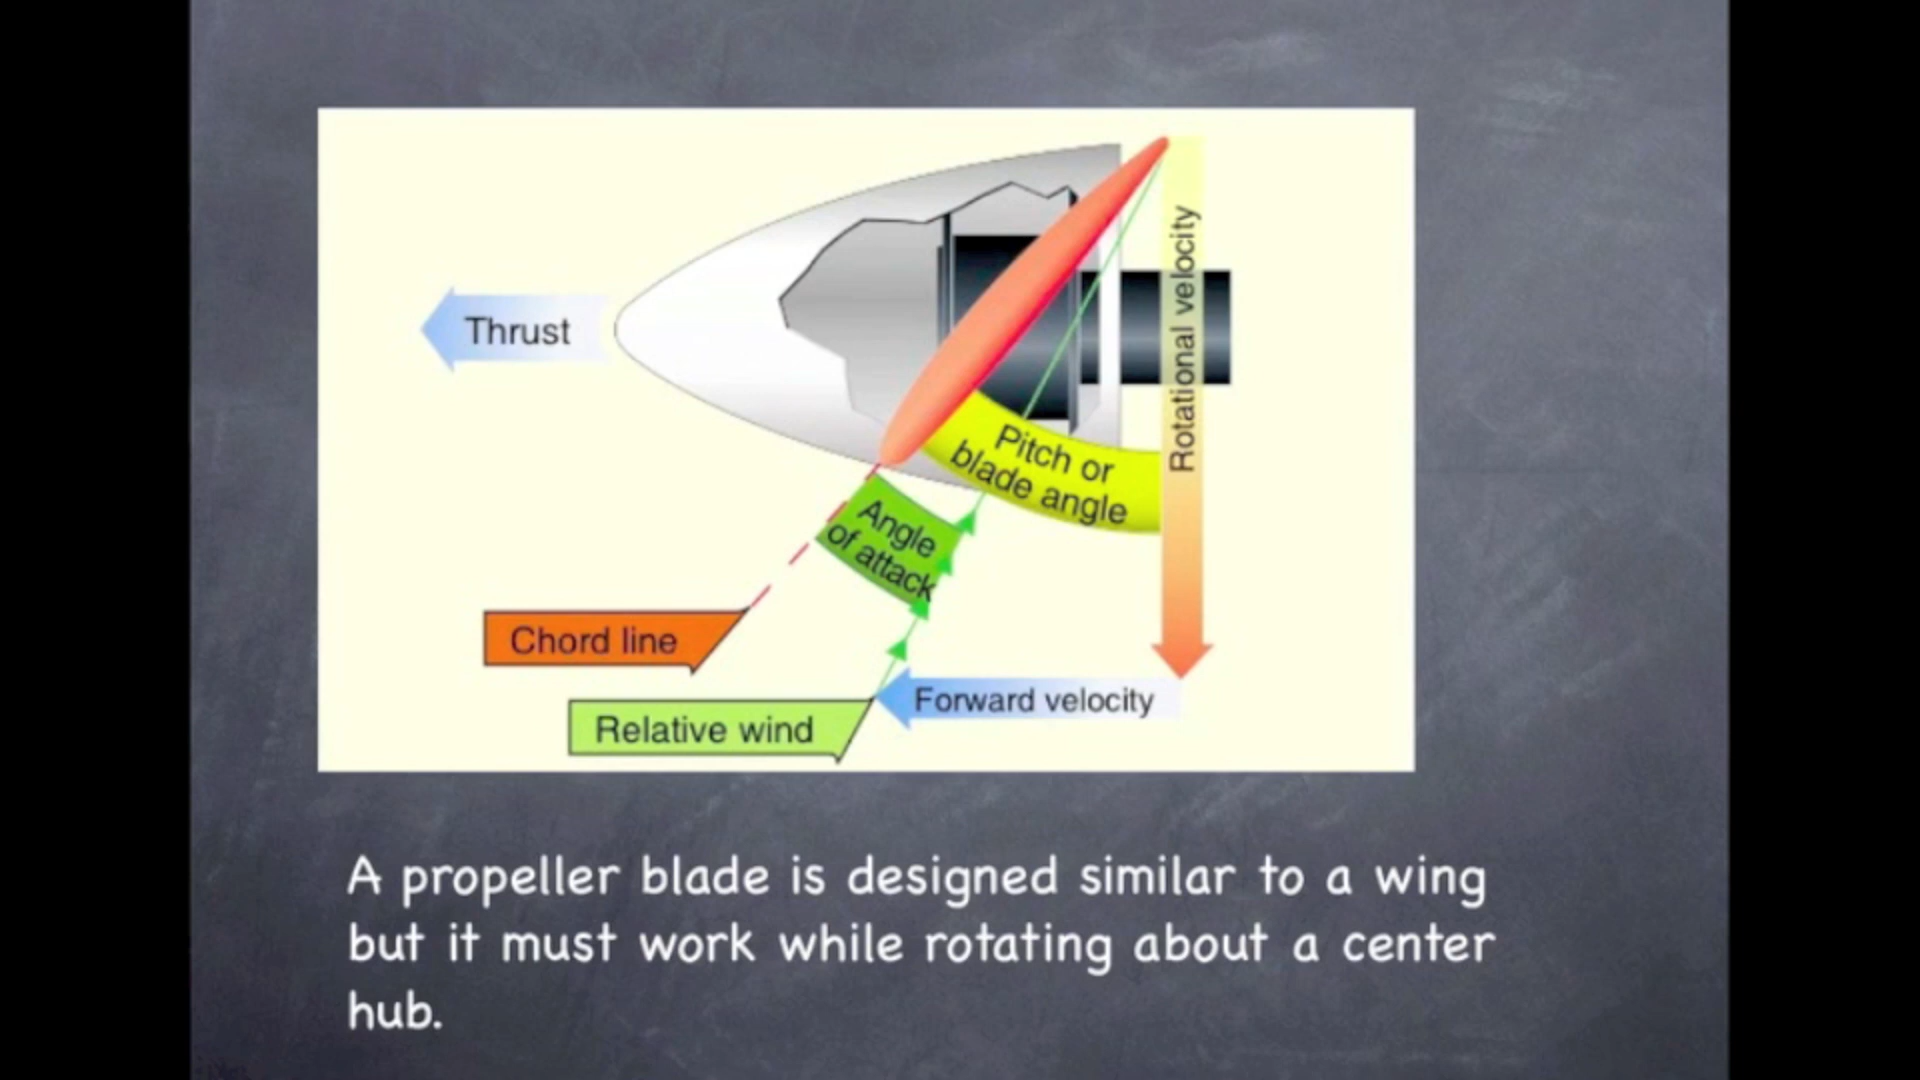 Thrust
Rotational velocity
Pitch or
blade angle
Angle
of attack
Chord line
Forward velocity
Relative wind
A propeller blade is designed similar to a wing
but it must work while rotating about a center
hub.